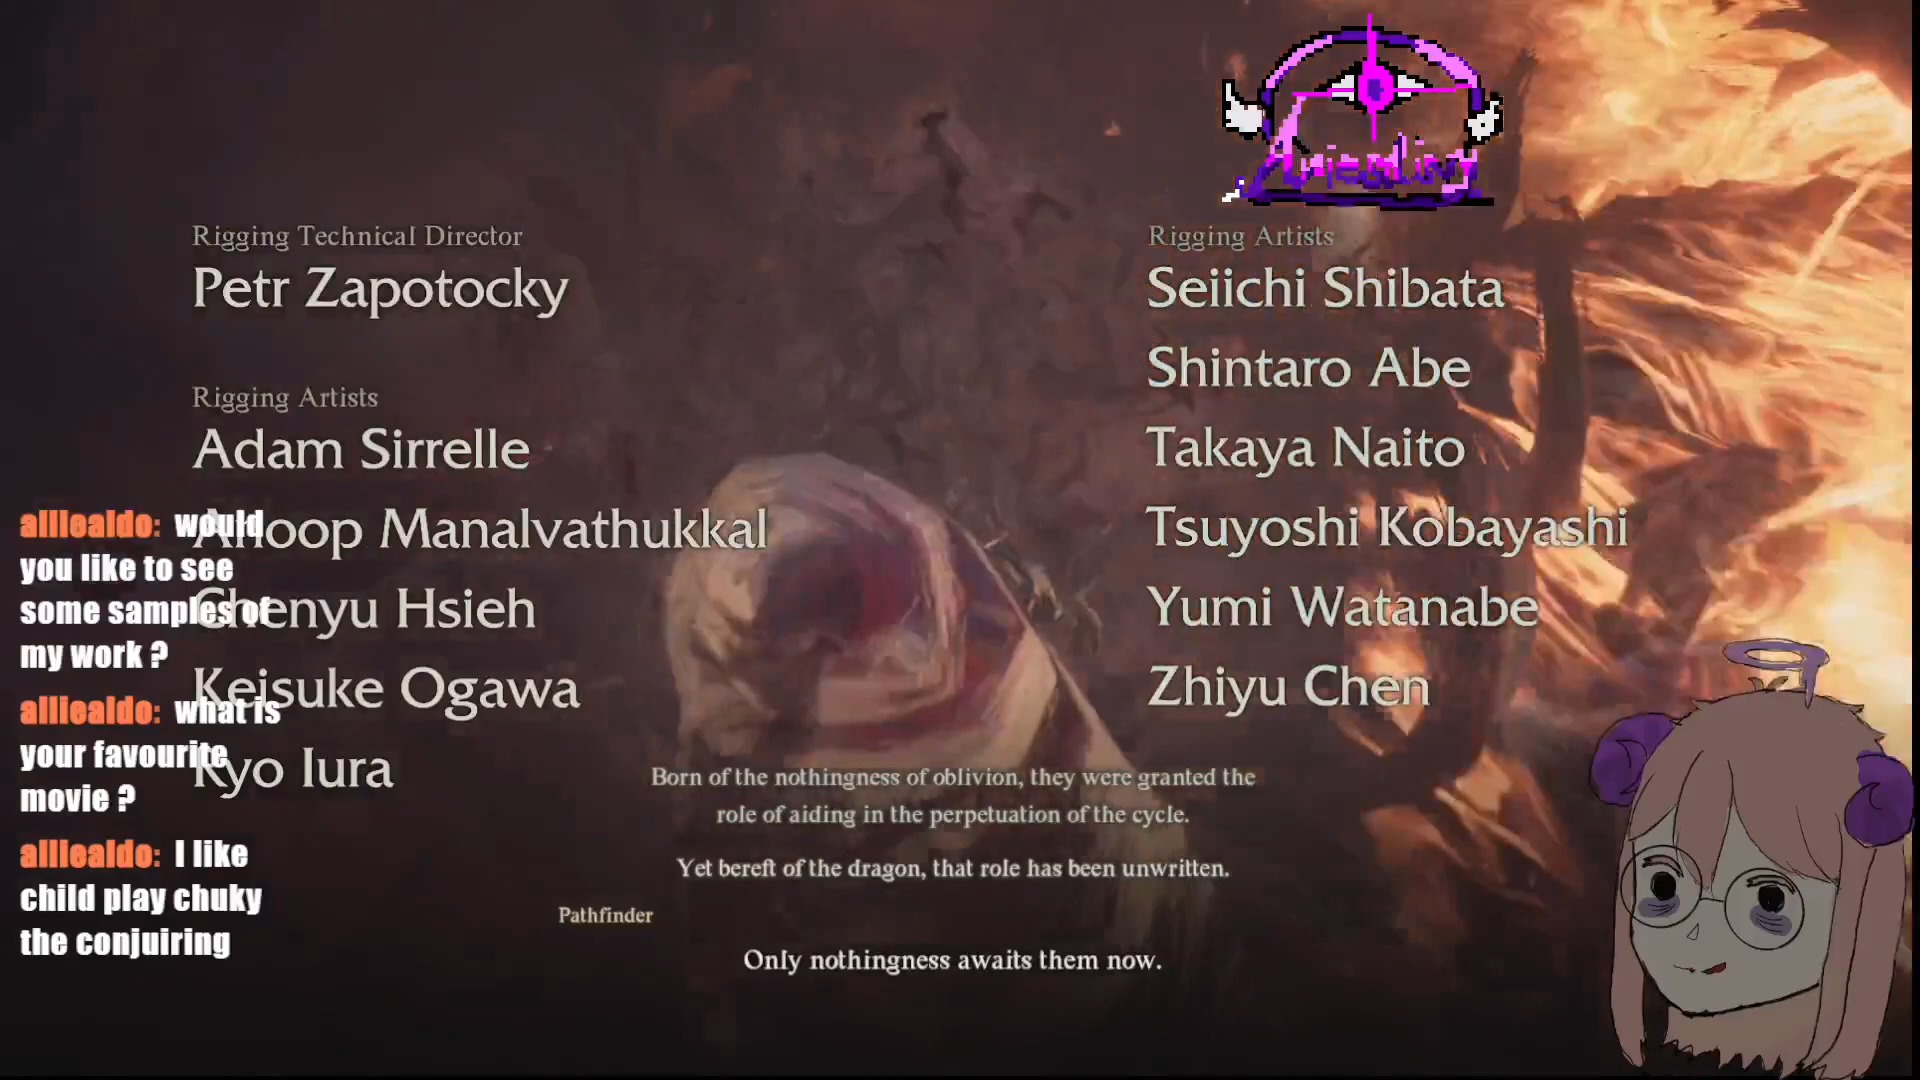 Rigging Technical Director
Petr Zapotocky
Rigging Artists
Adam Sirrelle
Anoop Manalvathukkal
Chenyu Hsieh
Keisuke Ogawa
Ryo Iura
Rigging Artists
Seiichi Shibata
Shintaro Abe
Takaya Naito
Tsuyoshi Kobayashi
Yumi Watanabe
Zhiyu Chen
alliealdo: would
you like to see
some samples of
my work ?
alliealdo: what is
your favourite
movie ?
alliealdo: I like
child play chuky
the conjuiring
Born of the nothingness of oblivion, they were granted the
role of aiding in the perpetuation of the cycle.
Yet bereft of the dragon, that role has been unwritten.
Pathfinder
Only nothingness awaits them now.